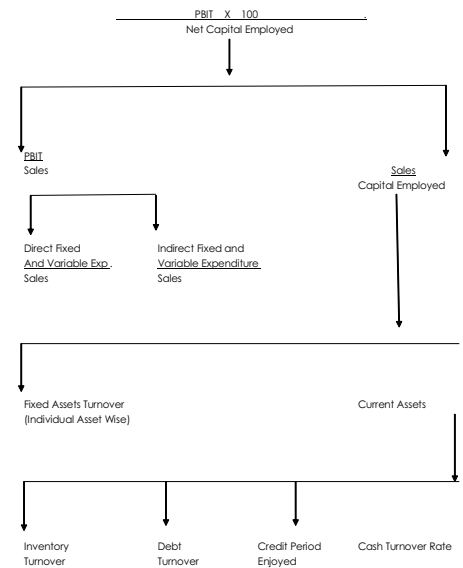 PBIT X 100 .
Net Capital Employed
PBIT
Sales
Sales
Capital Employed
Direct Fixed
And Variable Exp.
Sales
Indirect Fixed and
Variable Expenditure
Sales
Fixed Assets Turnover
(Individual Asset Wise)
Current Assets
Inventory
Turnover
Debt
Turnover
Credit Period
Enjoyed
Cash Turnover Rate